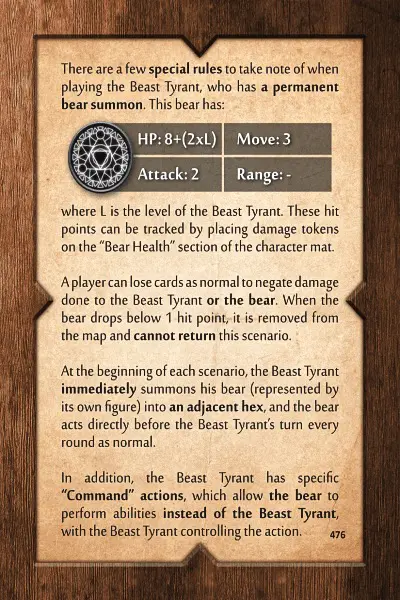 There are a few special rules to take note of when
playing the Beast Tyrant, who has a permanent
bear summon. This bear has:
HP: 8+(2xL) Move: 3
Attack: 2 Range: -
where L is the level of the Beast Tyrant. These hit
points can be tracked by placing damage tokens
on the “Bear Health” section of the character mat.
A player can lose cards as normal to negate damage
done to the Beast Tyrant or the bear. When the
bear drops below 1 hit point, it is removed from
the map and cannot return this scenario.
At the beginning of each scenario, the Beast Tyrant
immediately summons his bear (represented by
its own figure) into an adjacent hex, and the bear
acts directly before the Beast Tyrant’s turn every
round as normal.
In addition, the Beast Tyrant has specific
“Command” actions, which allow the bear to
perform abilities instead of the Beast Tyrant,
with the Beast Tyrant controlling the action. 476